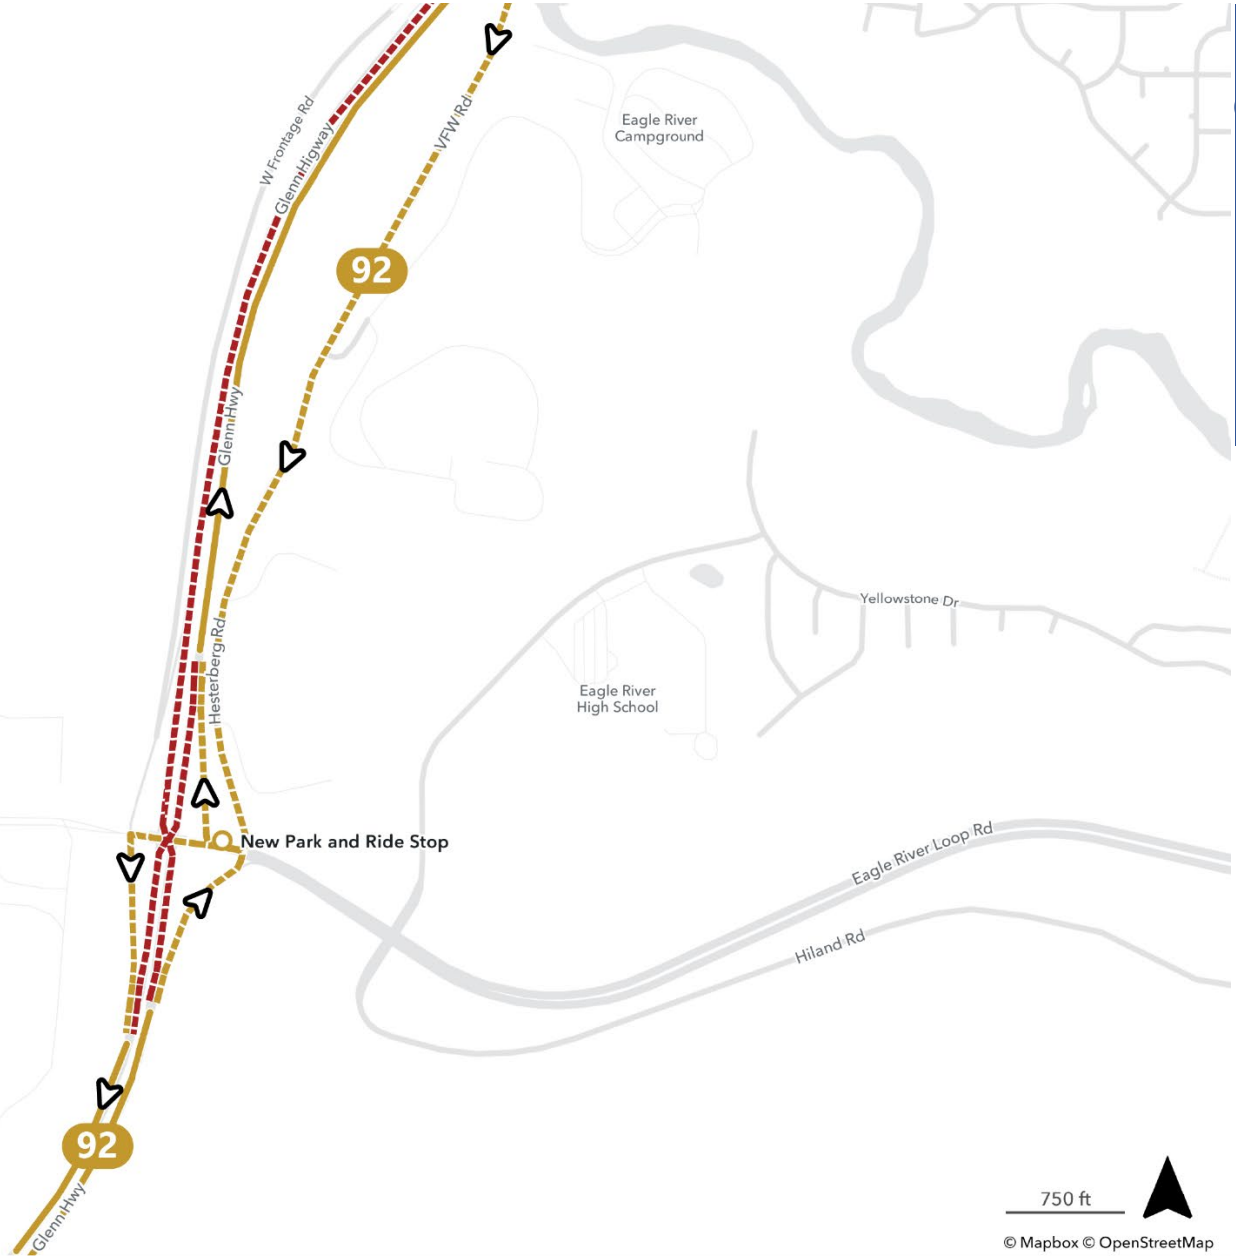 W Frontage Rd
Glenn Higway
VFW Rd
Eagle River
Campground
92
Glenn Hwy
Yellowstone Dr
Hesterberg Rd
Eagle River
High School
New Park and Ride Stop
Eagle River Loop Rd
Hiland Rd
92
Glenn Hwy
750 ft
© Mapbox © OpenStreetMap